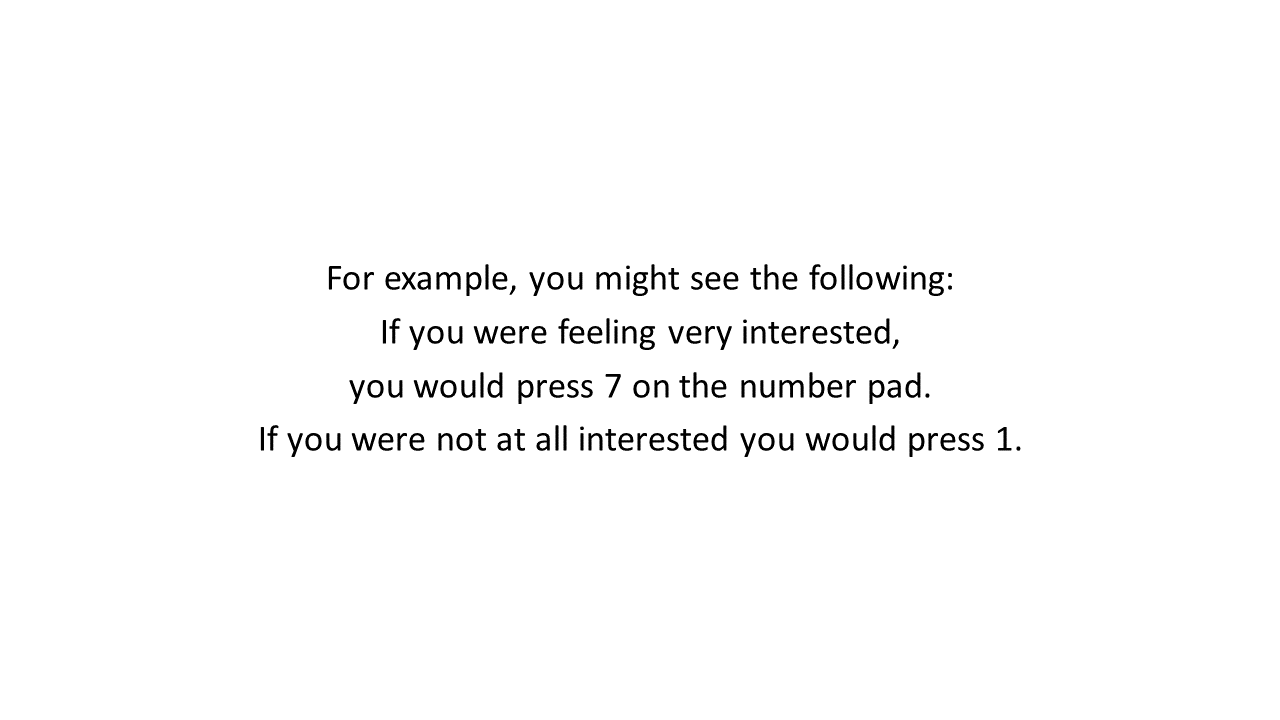 For example, you might see the following:
If you were feeling very interested,
you would press 7 on the number pad.
If you were not at all interested you would press 1.